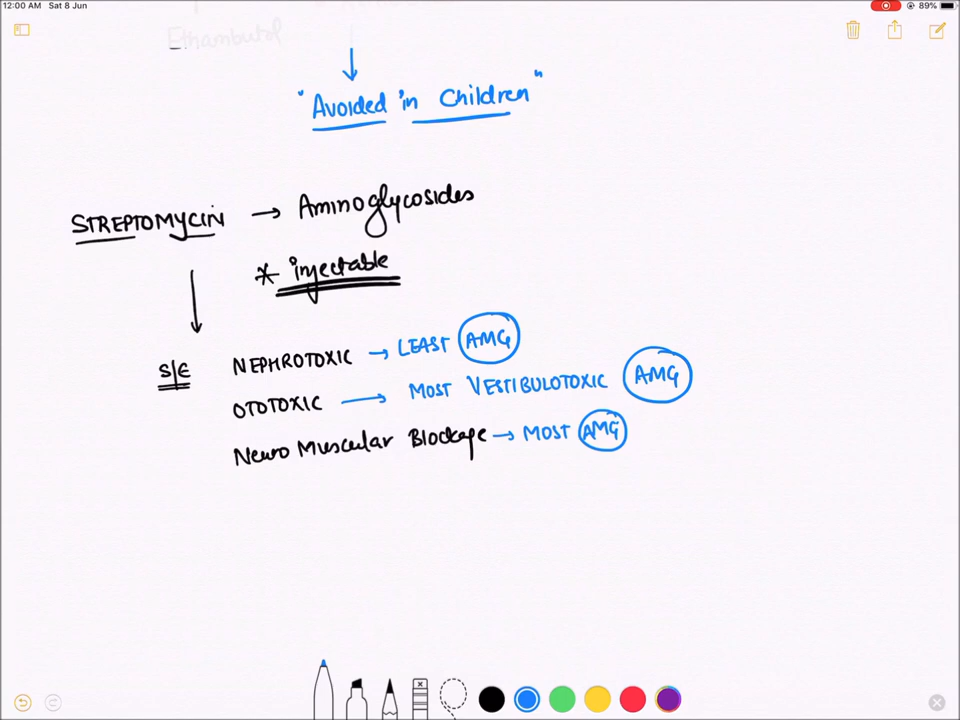 12:00 AM Sat 8 Jun 89%
Ethambutol
"Avoided in Children"
STREPTOMYCIN → Aminoglycosides
* injectable
S/E NEPHROTOXIC → LEAST AMG
OTOTOXIC → MOST VESTIBULOTOXIC AMG
Neuro Muscular Blockage → MOST AMG